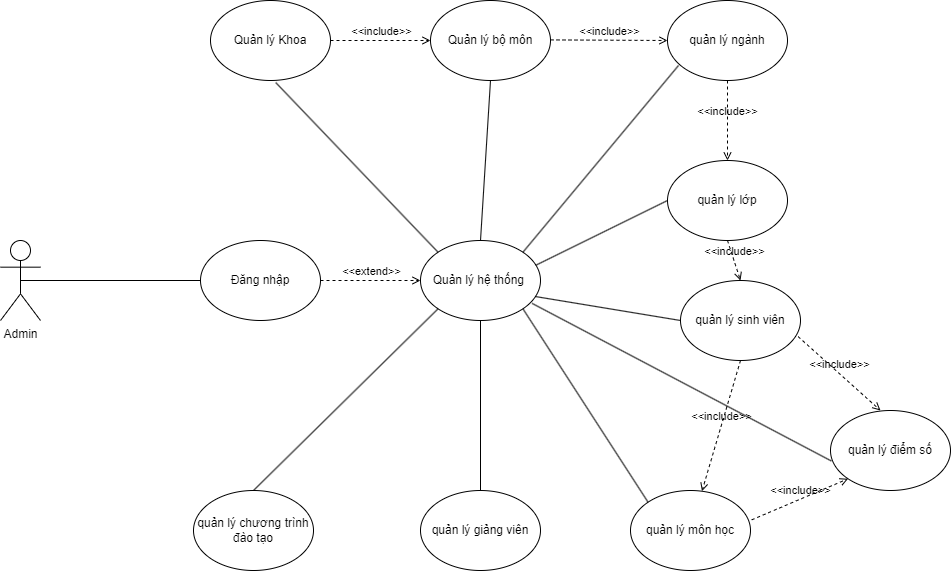 Quản lý Khoa
<<include>>
Quản lý bộ môn
<<include>>
quản lý ngành
<<include>>
quản lý lớp
<<include>>
Admin
Đăng nhập
<<extend>>
Quản lý hệ thống
quản lý sinh viên
<<include>>
<<include>>
quản lý điểm số
<<include>>
quản lý chương trình
đào tạo
quản lý giảng viên
quản lý môn học